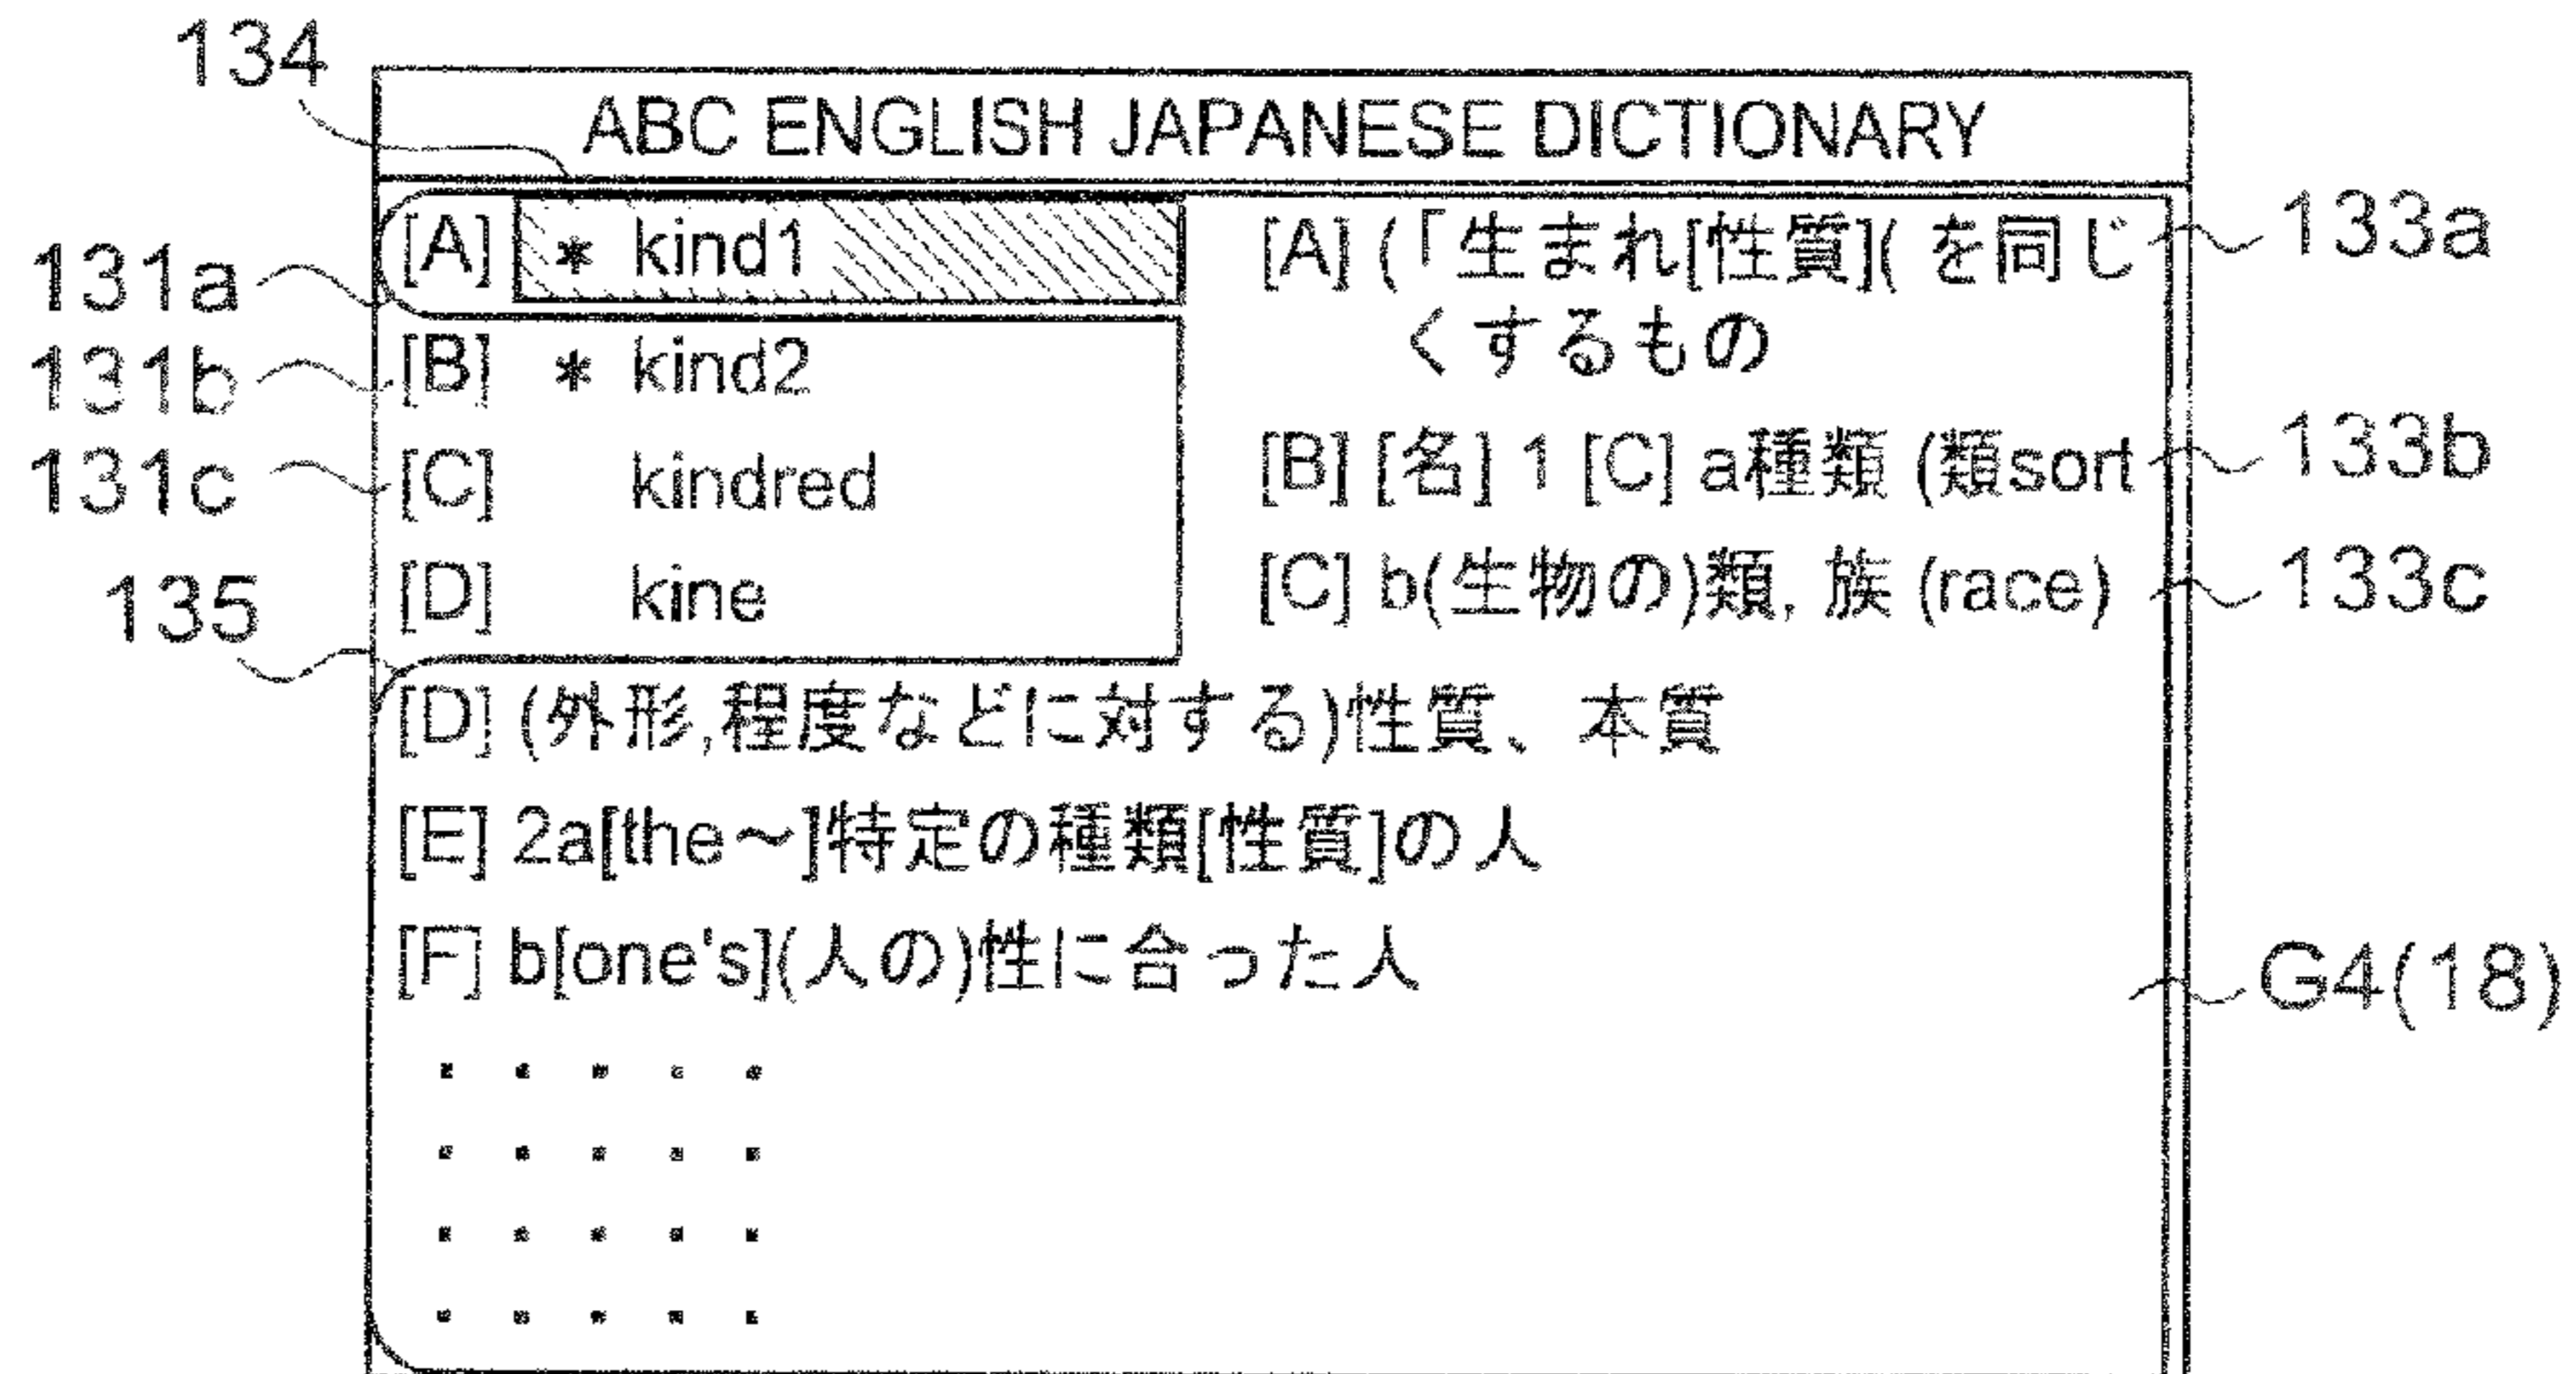 134
ABC ENGLISH JAPANESE DICTIONARY
131a
[A] * kind1
131b
[B] * kind2
131c
[C] kindred
135
[D] kine
[A] (「生まれ[性質]( を同じ
くするもの
133a
[B] [名] 1 [C] a種類 (類sort
133b
[C] b(生物の)類, 族 (race)
133c
[D] (外形,程度などに対する)性質、本質
[E] 2a[the～]特定の種類[性質]の人
[F] b[one's](人の)性に合った人
G4(18)